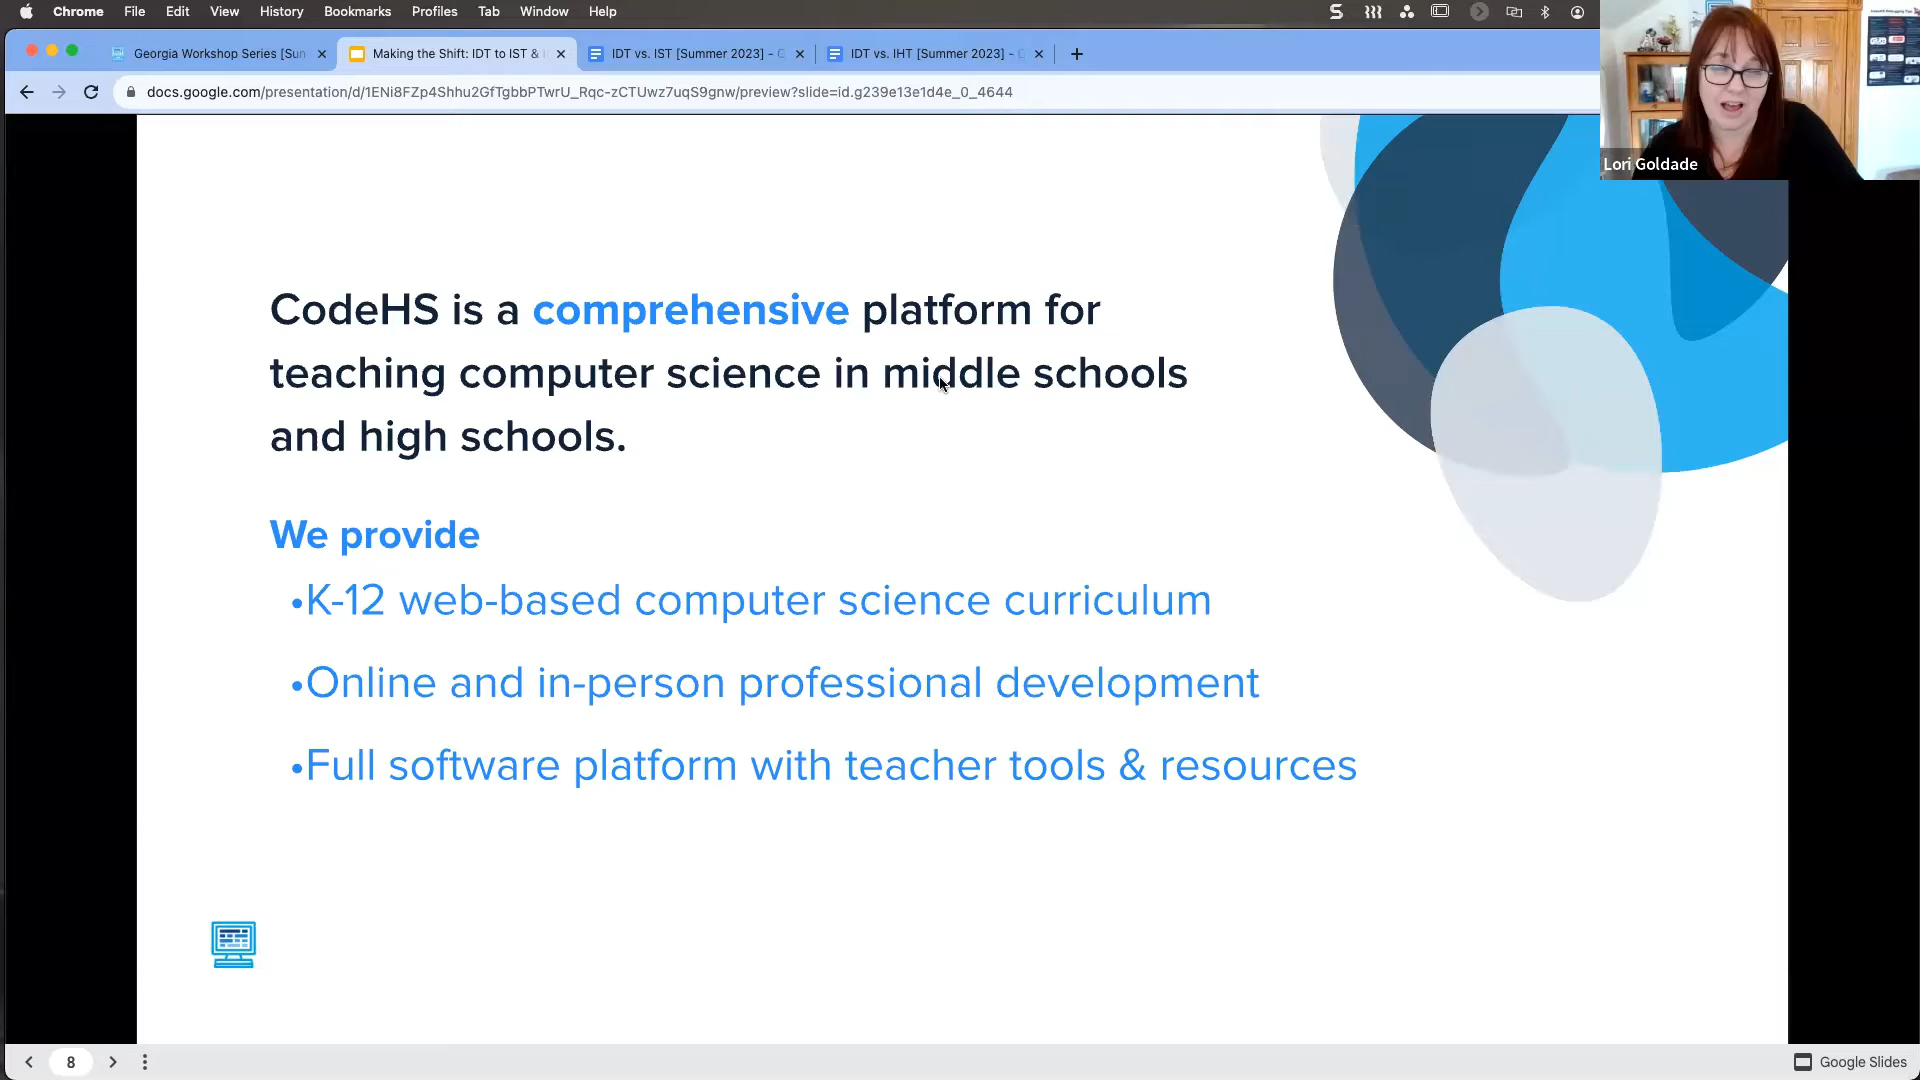 Chrome File Edit View History Bookmarks Profiles Tab Window Help
Georgia Workshop Series [Sun
Making the Shift: IDT to IST &
IDT vs. IST [Summer 2023] - G
IDT vs. IHT [Summer 2023] - G
docs.google.com/presentation/d/1ENi8FZp4Shhu2GfTgbbPTwrU_Rqc-zCTUwz7uqS9gnw/preview?slide=id.g239e13e1d4e_0_4644
Lori Goldade
CodeHS is a comprehensive platform for
teaching computer science in middle schools
and high schools.
We provide
•K-12 web-based computer science curriculum
•Online and in-person professional development
•Full software platform with teacher tools & resources
8
Google Slides